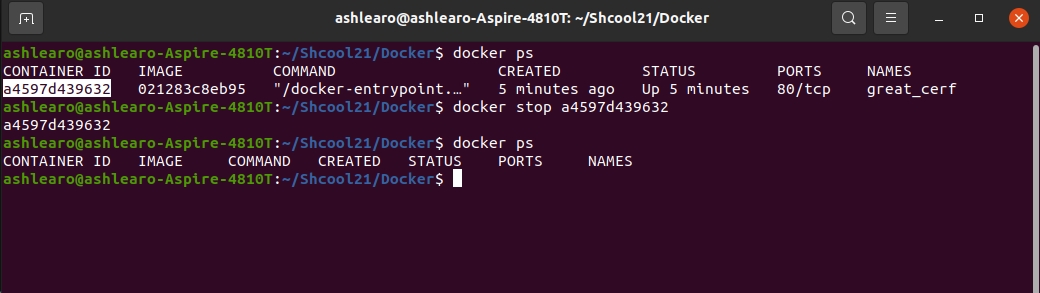 ashlearo@ashlearo-Aspire-4810T: ~/Shcool21/Docker
ashlearo@ashlearo-Aspire-4810T:~/Shcool21/Docker$ docker ps
CONTAINER ID   IMAGE          COMMAND                  CREATED         STATUS         PORTS     NAMES
a4597d439632   021283c8eb95   "/docker-entrypoint.…"   5 minutes ago   Up 5 minutes   80/tcp    great_cerf
ashlearo@ashlearo-Aspire-4810T:~/Shcool21/Docker$ docker stop a4597d439632
a4597d439632
ashlearo@ashlearo-Aspire-4810T:~/Shcool21/Docker$ docker ps
CONTAINER ID   IMAGE     COMMAND   CREATED   STATUS    PORTS     NAMES
ashlearo@ashlearo-Aspire-4810T:~/Shcool21/Docker$